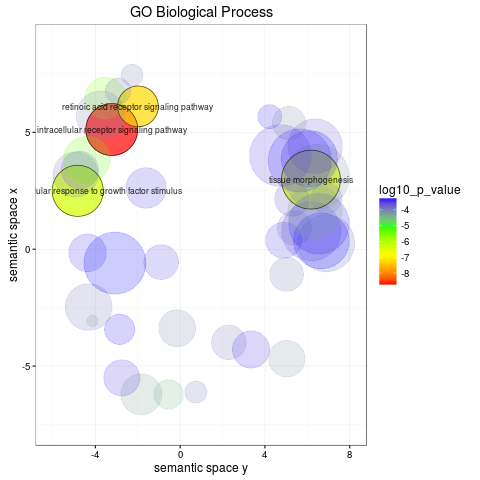 GO Biological Process
retinoic acid receptor signaling pathway
intracellular receptor signaling pathway
ular response to growth factor stimulus
tissue morphogenesis
semantic space x
5
0
-5
-4
0
4
8
semantic space y
log10_p_value
-4
-5
-6
-7
-8